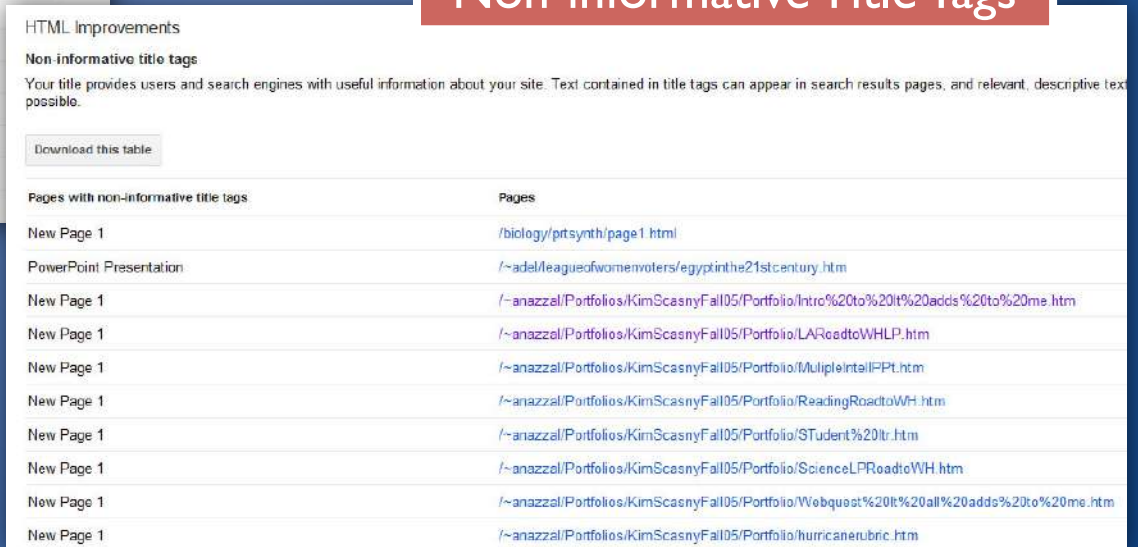 Non-Informative Title Tags
HTML Improvements
Non-informative title tags
Your title provides users and search engines with useful information about your site. Text contained in title tags can appear in search results pages, and relevant, descriptive text
possible.
Download this table
Pages with non-informative title tags Pages
New Page 1 /biology/prtsynth/page1.html
PowerPoint Presentation /~adel/leagueofwomenvoters/egyptinthe21stcentury.htm
New Page 1 /~anazzal/Portfolios/KimScasnyFall05/Portfolio/Intro%20to%20It%20adds%20to%20me.htm
New Page 1 /~anazzal/Portfolios/KimScasnyFall05/Portfolio/LARoadtoWHLP.htm
New Page 1 /~anazzal/Portfolios/KimScasnyFall05/Portfolio/MulipleIntellPPt.htm
New Page 1 /~anazzal/Portfolios/KimScasnyFall05/Portfolio/ReadingRoadtoWH.htm
New Page 1 /~anazzal/Portfolios/KimScasnyFall05/Portfolio/STudent%20ltr.htm
New Page 1 /~anazzal/Portfolios/KimScasnyFall05/Portfolio/ScienceLPRoadtoWH.htm
New Page 1 /~anazzal/Portfolios/KimScasnyFall05/Portfolio/Webquest%20It%20all%20adds%20to%20me.htm
New Page 1 /~anazzal/Portfolios/KimScasnyFall05/Portfolio/hurricanerubric.htm